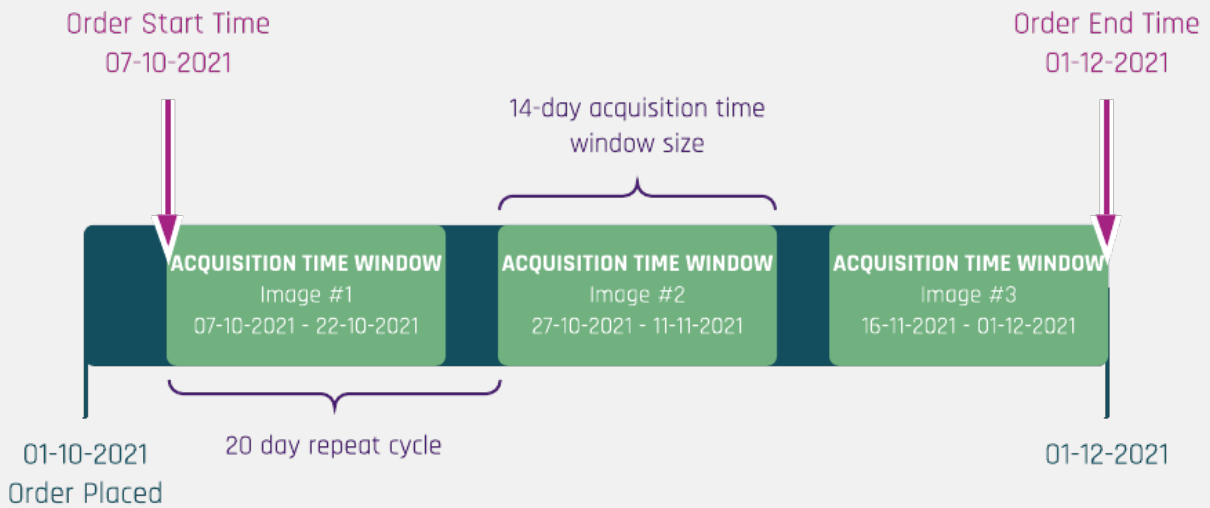 Order Start Time
07-10-2021
Order End Time
01-12-2021
14-day acquisition time
window size
ACQUISITION TIME WINDOW
Image #1
07-10-2021 - 22-10-2021
ACQUISITION TIME WINDOW
Image #2
27-10-2021 - 11-11-2021
ACQUISITION TIME WINDOW
Image #3
16-11-2021 - 01-12-2021
20 day repeat cycle
01-10-2021
Order Placed
01-12-2021